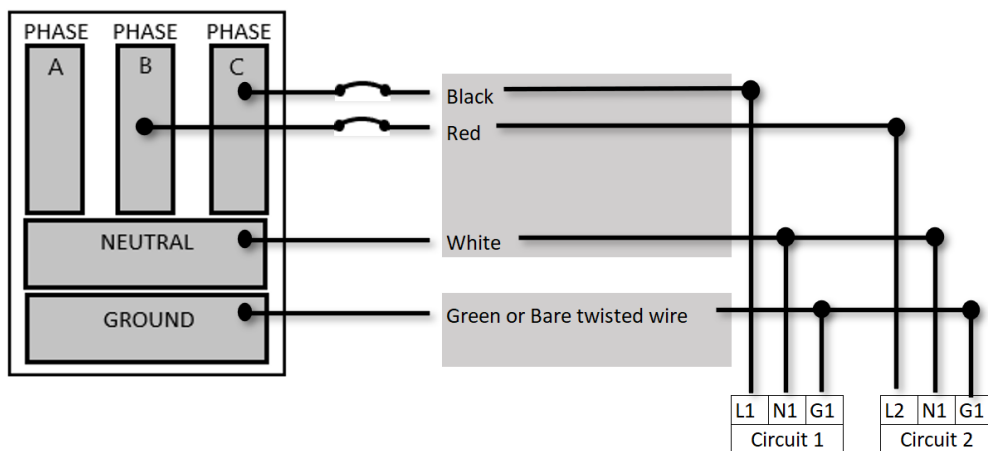 PHASE PHASE PHASE
A B C
Black
Red
NEUTRAL
White
GROUND
Green or Bare twisted wire
L1 N1 G1 L2 N1 G1
Circuit 1 Circuit 2